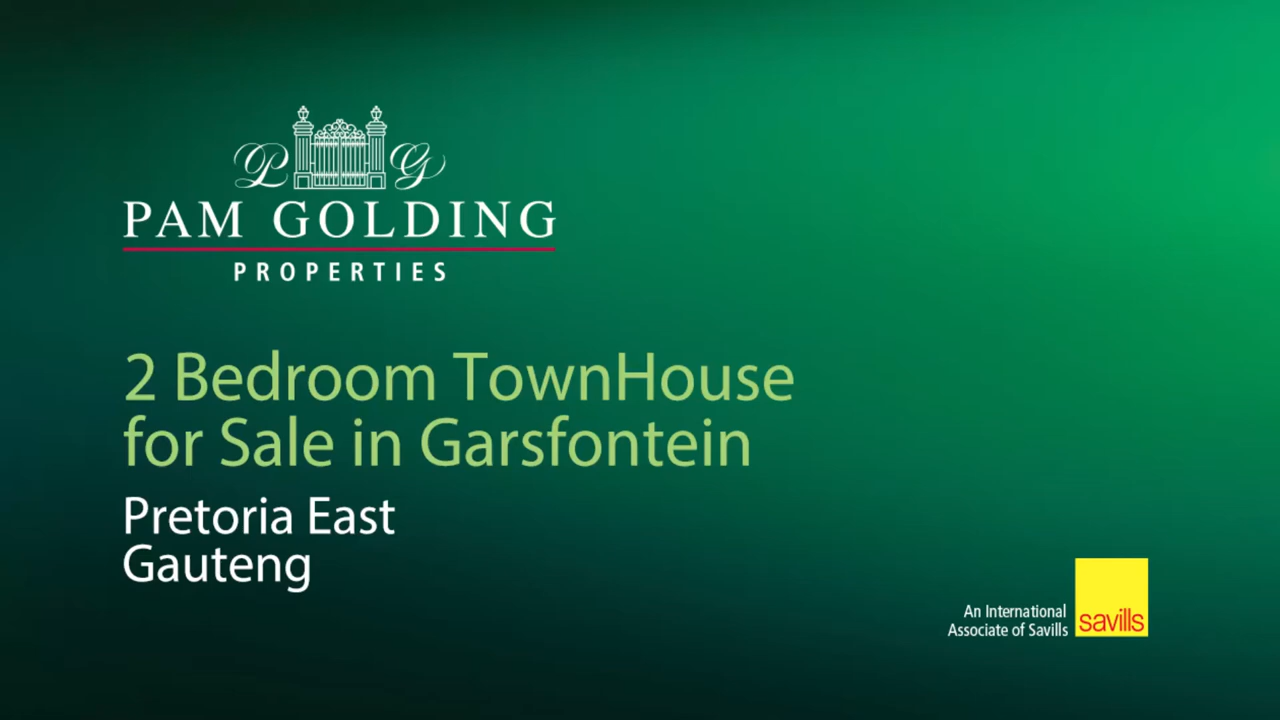 P G
PAM GOLDING
PROPERTIES
2 Bedroom TownHouse
for Sale in Garsfontein
Pretoria East
Gauteng
An International
Associate of Savills
savills